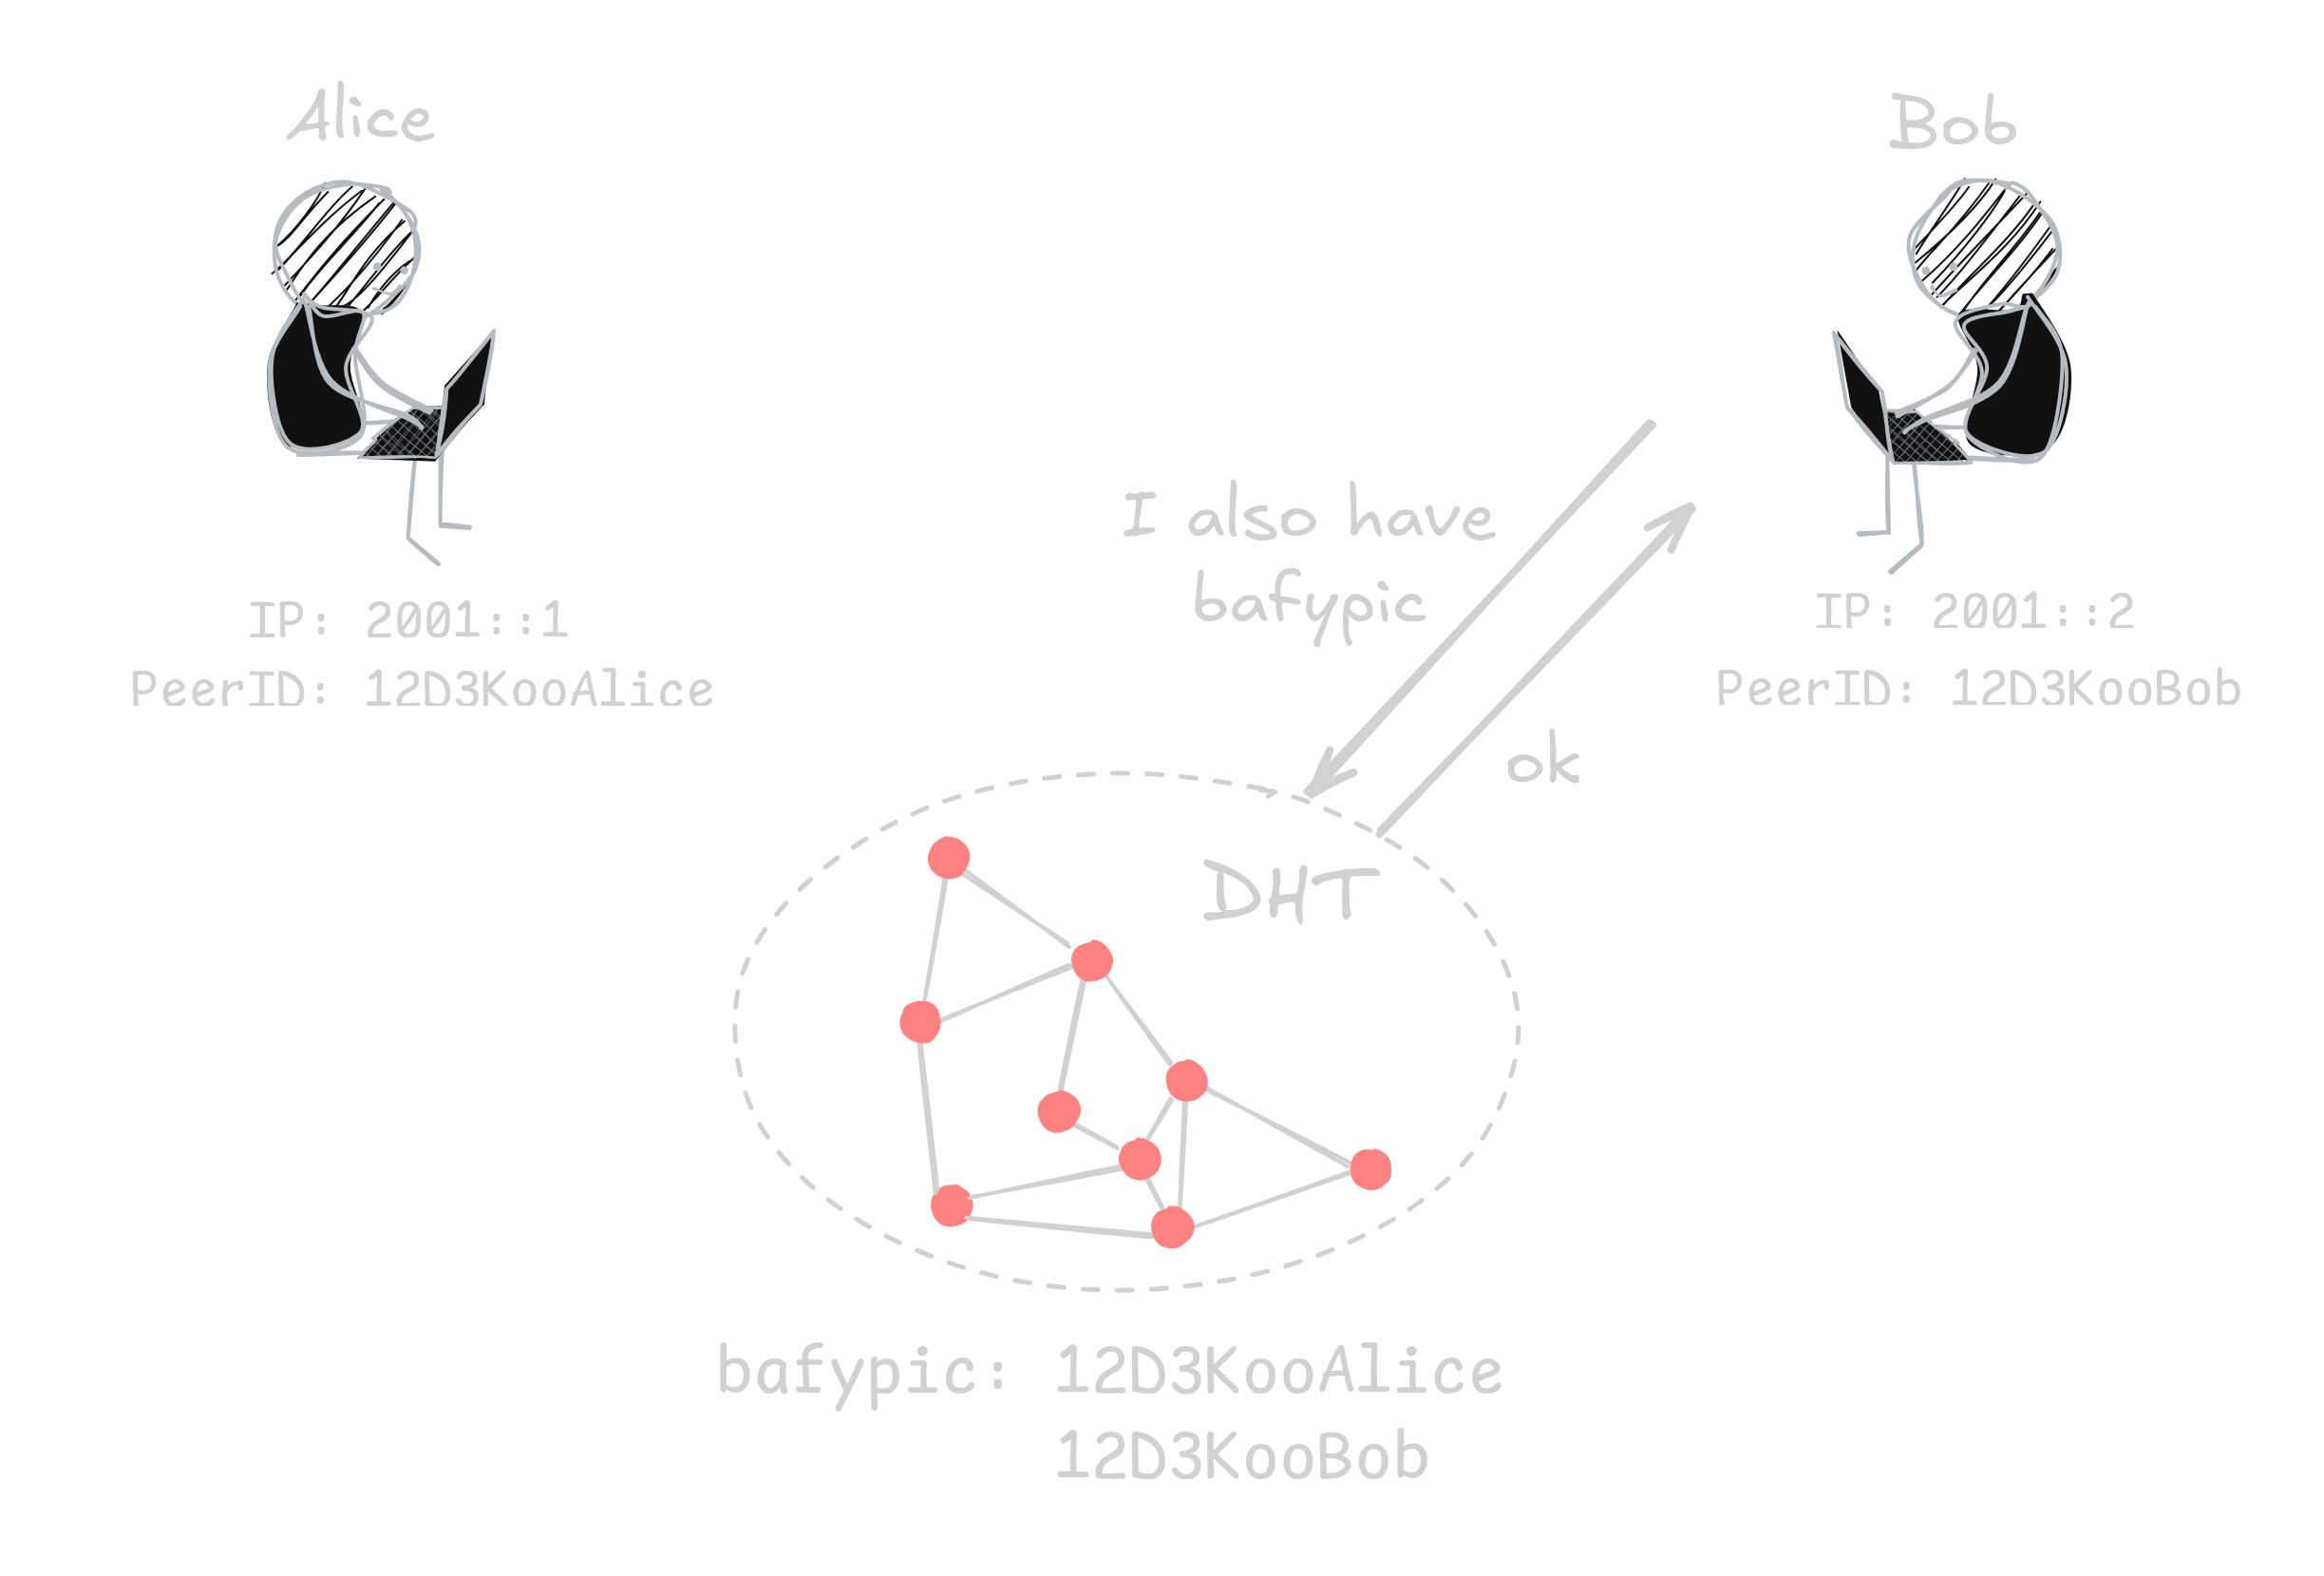 Alice
Bob
I also have
bafypic
IP: 2001::1
PeerID: 12D3KooAlice
IP: 2001::2
PeerID: 12D3KooBob
ok
DHT
bafypic: 12D3KooAlice
12D3KooBob